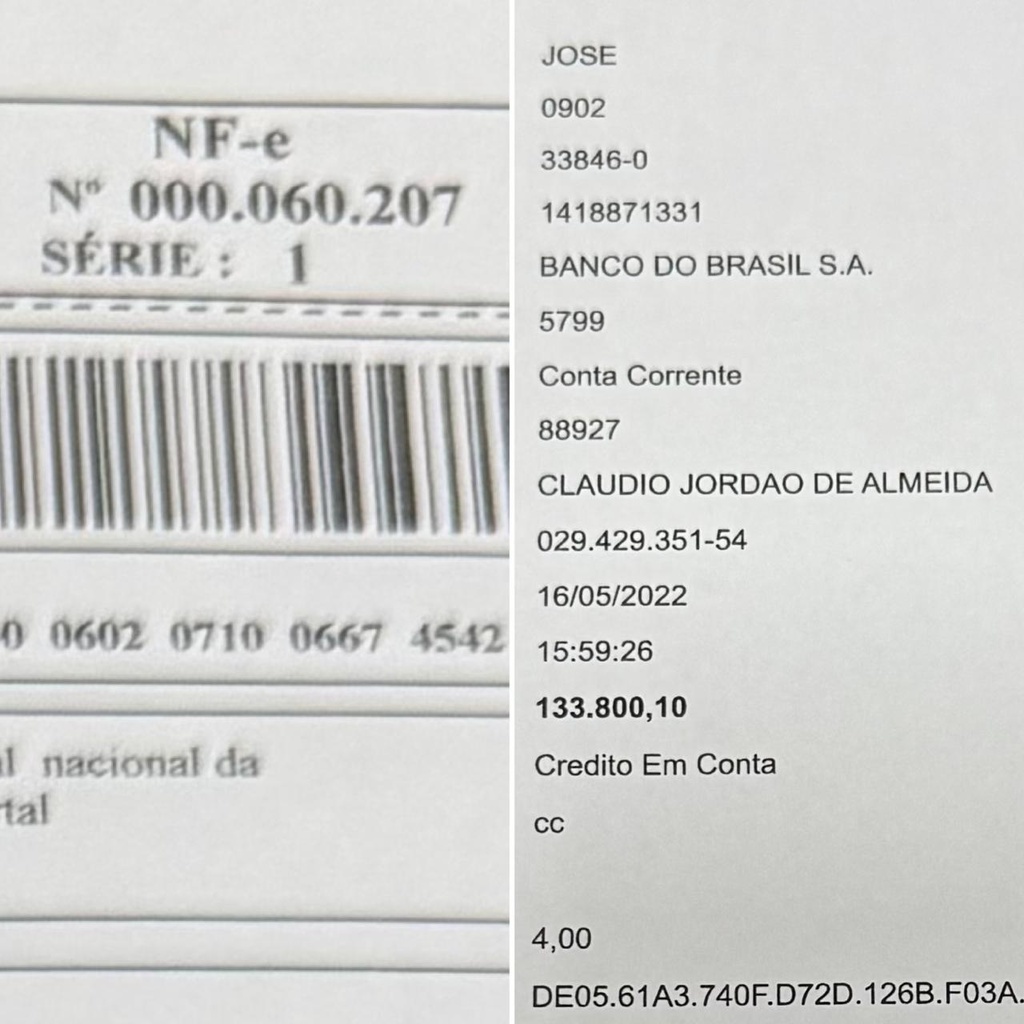 NF-e
Nº 000.060.207
SÉRIE : 1
0 0602 0710 0667 4542
l nacional da
tal
JOSE
0902
33846-0
1418871331
BANCO DO BRASIL S.A.
5799
Conta Corrente
88927
CLAUDIO JORDAO DE ALMEIDA
029.429.351-54
16/05/2022
15:59:26
133.800,10
Credito Em Conta
cc
4,00
DE05.61A3.740F.D72D.126B.F03A.